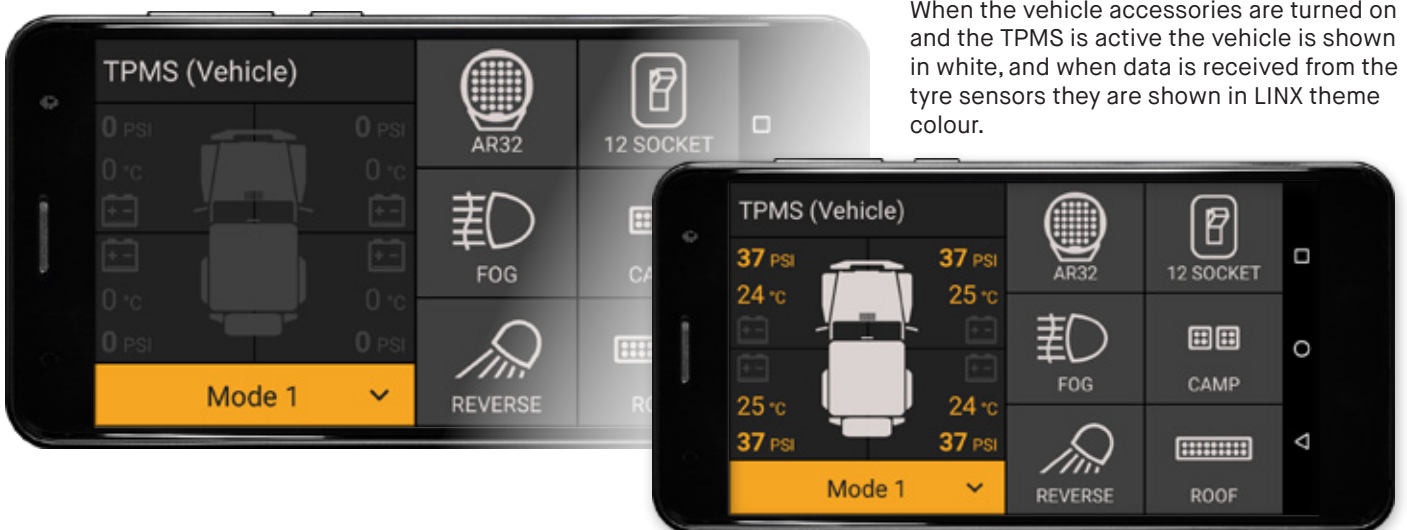 When the vehicle accessories are turned on
and the TPMS is active the vehicle is shown
in white, and when data is received from the
tyre sensors they are shown in LINX theme
colour.
TPMS (Vehicle)
0 PSI
0 PSI
0 °C
0 °C
0 °C
0 °C
0 PSI
0 PSI
Mode 1
AR32
12 SOCKET
FOG
CA
REVERSE
RO
TPMS (Vehicle)
37 PSI
37 PSI
24 °C
25 °C
25 °C
24 °C
37 PSI
37 PSI
Mode 1
AR32
12 SOCKET
FOG
CAMP
REVERSE
ROOF